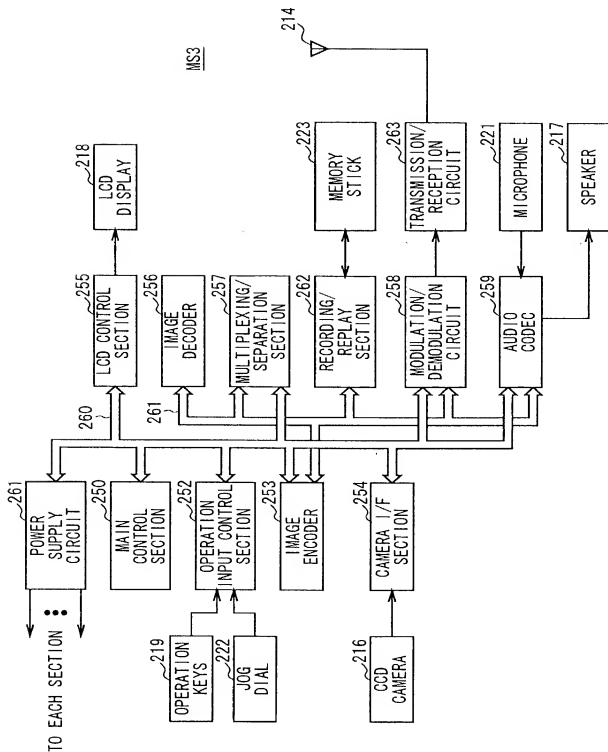 MS3
214
TO EACH SECTION
261
POWER
SUPPLY
CIRCUIT
250
MAIN
CONTROL
SECTION
252
OPERATION
INPUT CONTROL
SECTION
253
IMAGE
ENCODER
254
CAMERA I/F
SECTION
219
OPERATION
KEYS
222
JOG
DIAL
216
CCD
CAMERA
260
261
255
LCD CONTROL
SECTION
256
IMAGE
DECODER
257
MULTIPLEXING/
SEPARATION
SECTION
262
RECORDING/
REPLAY
SECTION
258
MODULATION/
DEMODULATION
CIRCUIT
259
AUDIO
CODEC
218
LCD
DISPLAY
223
MEMORY
STICK
263
TRANSMISSION/
RECEPTION
CIRCUIT
221
MICROPHONE
217
SPEAKER